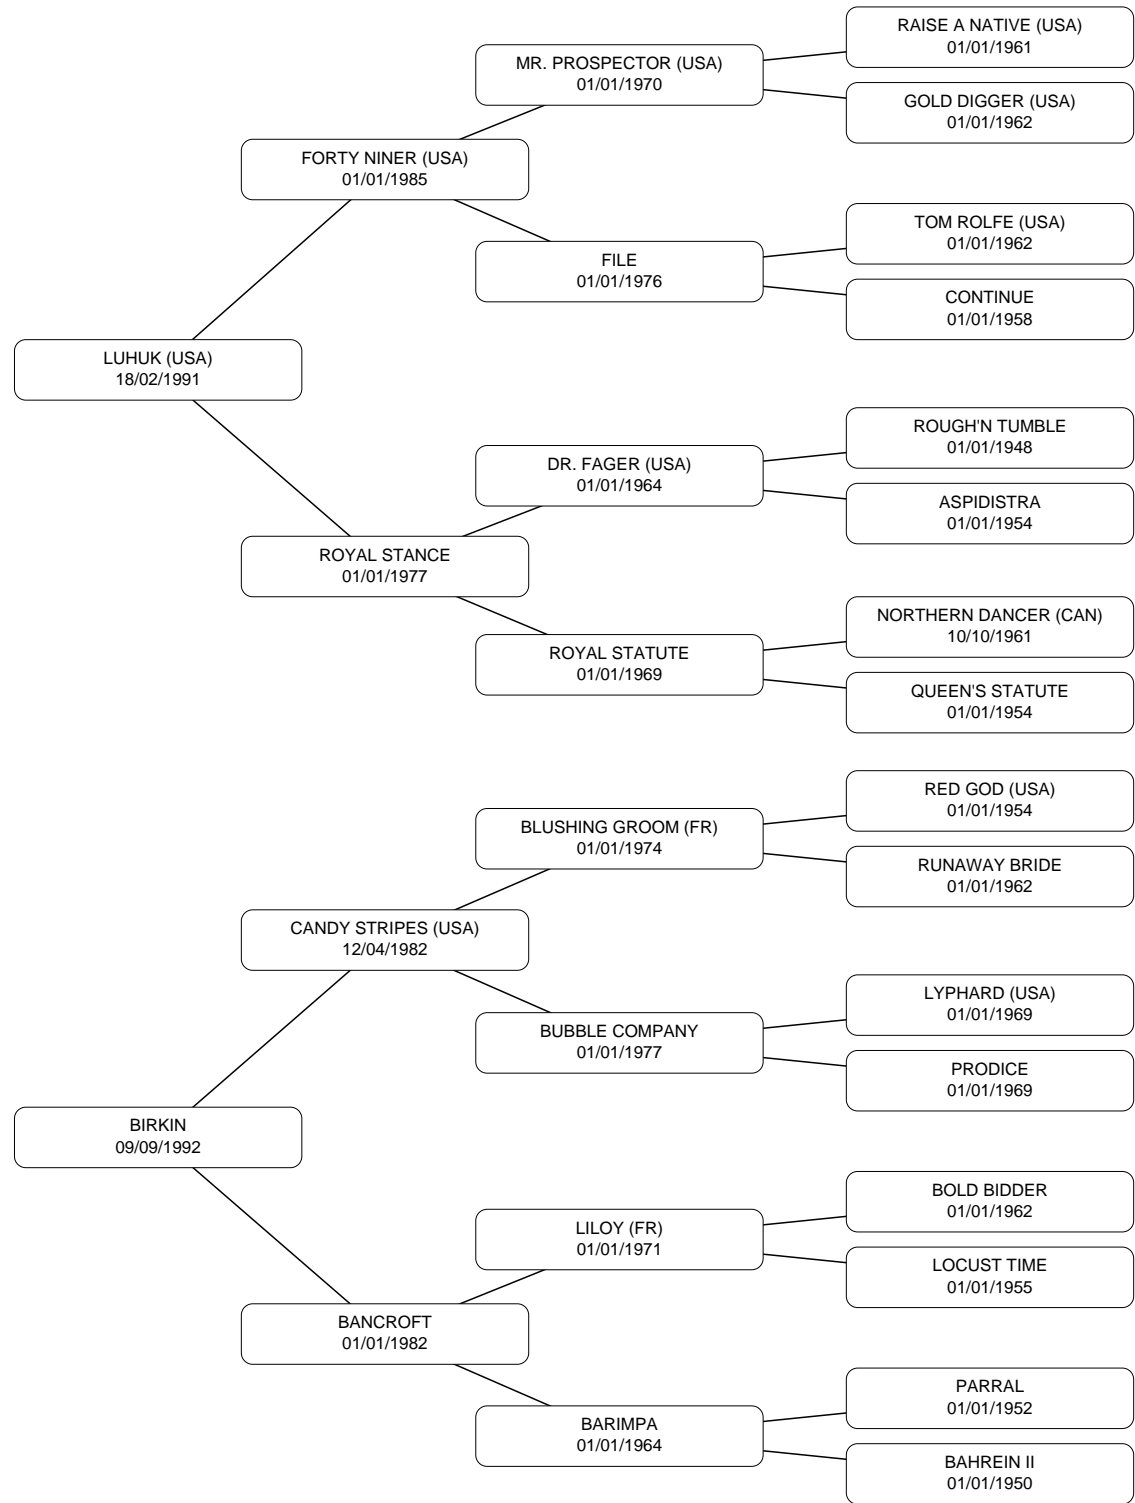 RAISE A NATIVE (USA)
01/01/1961
MR. PROSPECTOR (USA)
01/01/1970
GOLD DIGGER (USA)
01/01/1962
FORTY NINER (USA)
01/01/1985
TOM ROLFE (USA)
01/01/1962
FILE
01/01/1976
CONTINUE
01/01/1958
LUHUK (USA)
18/02/1991
ROUGH'N TUMBLE
01/01/1948
DR. FAGER (USA)
01/01/1964
ASPIDISTRA
01/01/1954
ROYAL STANCE
01/01/1977
NORTHERN DANCER (CAN)
10/10/1961
ROYAL STATUTE
01/01/1969
QUEEN'S STATUTE
01/01/1954
RED GOD (USA)
01/01/1954
BLUSHING GROOM (FR)
01/01/1974
RUNAWAY BRIDE
01/01/1962
CANDY STRIPES (USA)
12/04/1982
LYPHARD (USA)
01/01/1969
BUBBLE COMPANY
01/01/1977
PRODICE
01/01/1969
BIRKIN
09/09/1992
BOLD BIDDER
01/01/1962
LILOY (FR)
01/01/1971
LOCUST TIME
01/01/1955
BANCROFT
01/01/1982
PARRAL
01/01/1952
BARIMPA
01/01/1964
BAHREIN II
01/01/1950